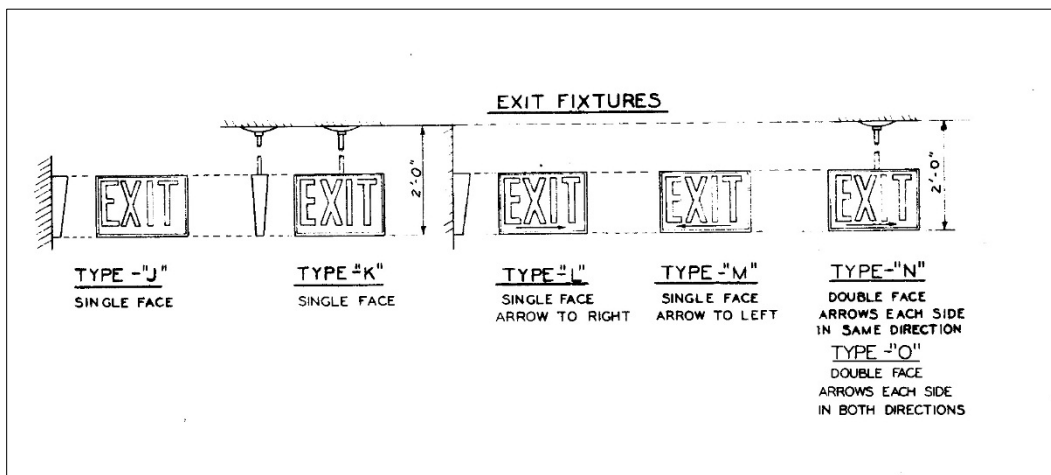 EXIT FIXTURES
EXIT
TYPE-"J"
SINGLE FACE
EXIT
2'-0"
TYPE-"K"
SINGLE FACE
EXIT
TYPE-"L"
SINGLE FACE
ARROW TO RIGHT
EXIT
TYPE-"M"
SINGLE FACE
ARROW TO LEFT
EXIT
2'-0"
TYPE-"N"
DOUBLE FACE
ARROWS EACH SIDE
IN SAME DIRECTION
TYPE-"O"
DOUBLE FACE
ARROWS EACH SIDE
IN BOTH DIRECTIONS